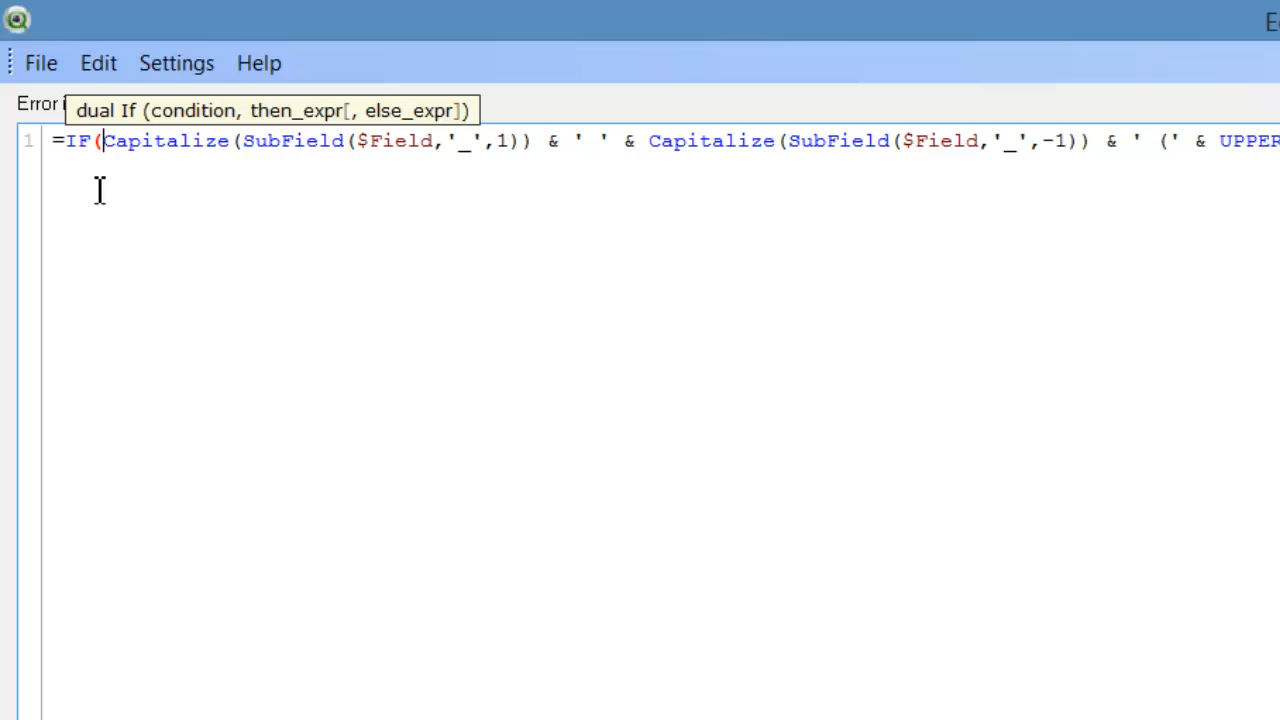 File Edit Settings Help
Error
dual If (condition, then_expr[, else_expr])
1 =IF(Capitalize(SubField($Field,'_',1)) & ' ' & Capitalize(SubField($Field,'_',-1)) & ' (' & UPPER